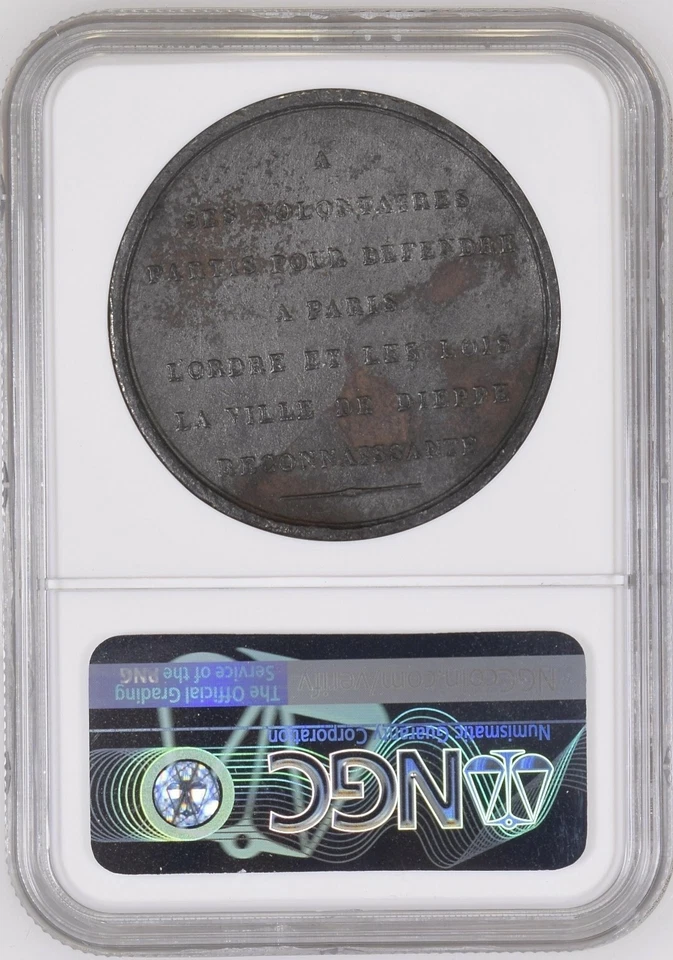 A
SES VOLONTAIRES
PARTIS POUR DÉFENDRE
A PARIS
L'ORDRE ET LES LOIS
LA VILLE DE DIEPPE
RECONNAISSANTE
NGC
Numismatic Guaranty Corporation
NGCcoin.com/verify
The Official Grading
Service of the PNG